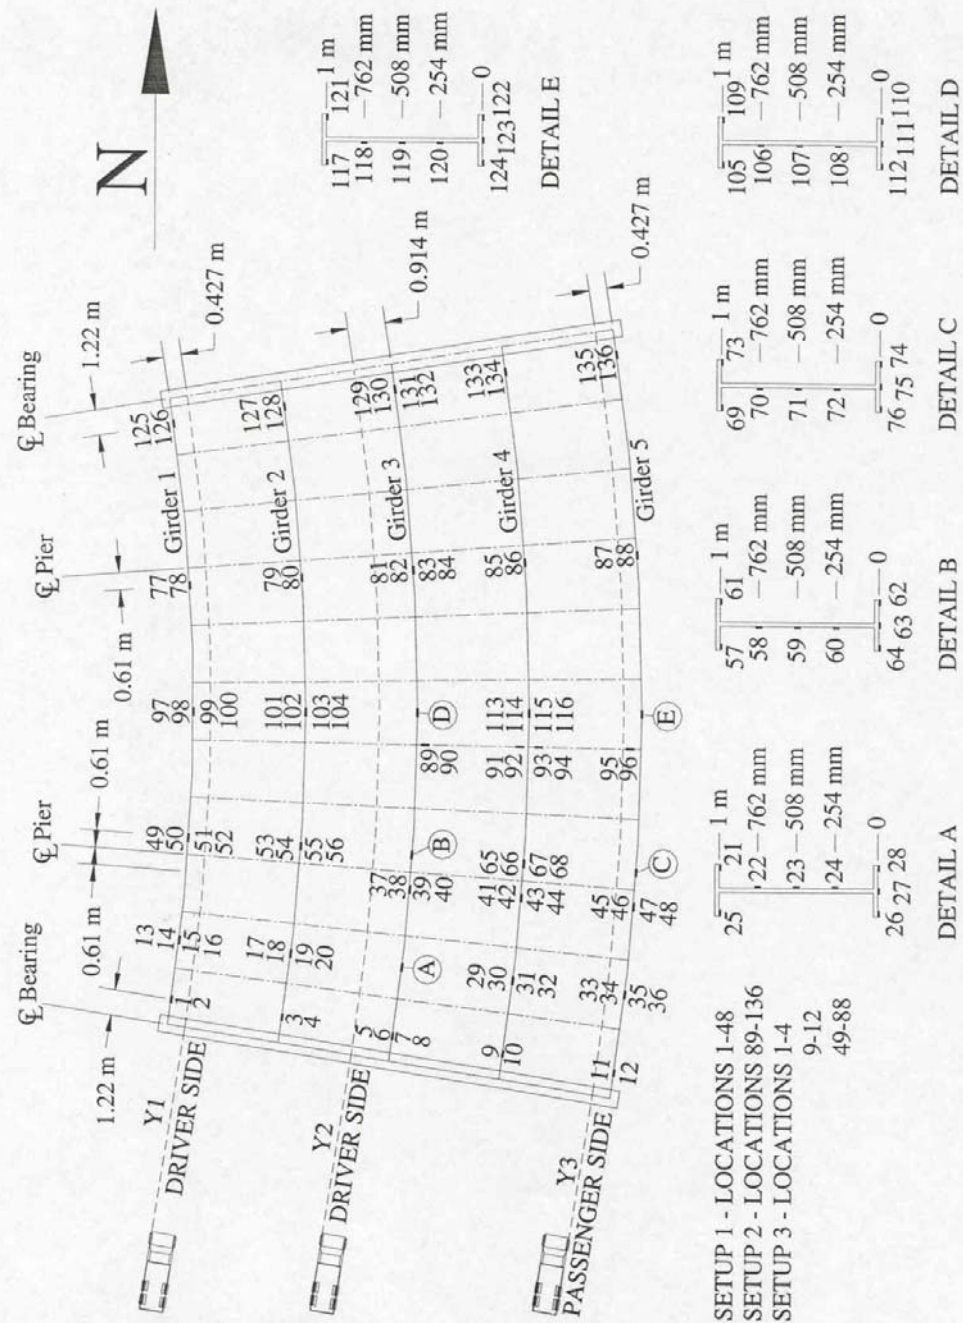 N
℄ Bearing
℄ Pier
℄ Pier
℄ Bearing
1.22 m
0.61 m
0.61 m
0.61 m
1.22 m
0.427 m
0.914 m
0.427 m
Y1
DRIVER SIDE
Y2
DRIVER SIDE
Y3
PASSENGER SIDE
Girder 1
Girder 2
Girder 3
Girder 4
Girder 5
1
2
3
4
5
6
7
8
9
10
11
12
13
14
15
16
17
18
19
20
29
30
31
32
33
34
35
36
37
38
39
40
41
42
43
44
45
46
47
48
49
50
51
52
53
54
55
56
65
66
67
68
77
78
79
80
81
82
83
84
85
86
87
88
89
90
91
92
93
94
95
96
97
98
99
100
101
102
103
104
113
114
115
116
125
126
127
128
129
130
131
132
133
134
135
136
A
B
C
D
E
117 121 1 m
118 762 mm
119 508 mm
120 254 mm
0
124 123 122
DETAIL E
SETUP 1 - LOCATIONS 1-48
SETUP 2 - LOCATIONS 89-136
SETUP 3 - LOCATIONS 1-4
9-12
49-88
25 21 1 m
22 762 mm
23 508 mm
24 254 mm
0
26 27 28
DETAIL A
57 61 1 m
58 762 mm
59 508 mm
60 254 mm
0
64 63 62
DETAIL B
69 73 1 m
70 762 mm
71 508 mm
72 254 mm
0
76 75 74
DETAIL C
105 109 1 m
106 762 mm
107 508 mm
108 254 mm
0
112 111 110
DETAIL D